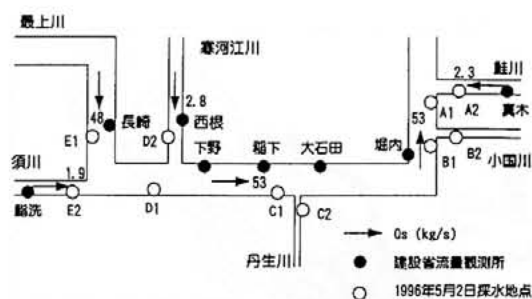 最上川
寒河江川
鮭川
2.8
2.3
48
長崎
E1
D2
西根
53
A1
A2
真木
須川
下野
稲下
大石田
堀内
B1
B2
小国川
1.9
53
鮨洗
E2
D1
C1
C2
丹生川
Qs (kg/s)
建設省流量観測所
1996年5月2日採水地点